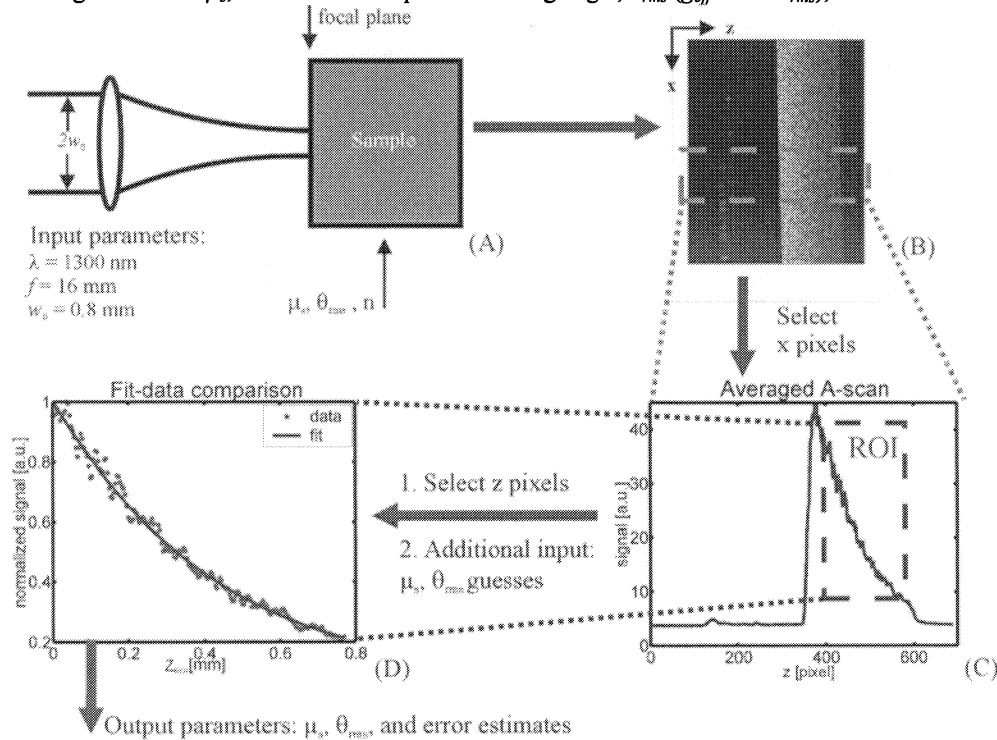 focal plane
z
x
2w₀
Sample
Input parameters:
λ = 1300 nm
f = 16 mm
w₀ = 0.8 mm
(A)
μₛ, θᵣₘₛ , n
(B)
Select
x pixels
Fit-data comparison
normalized signal [a.u.]
1
0.8
0.6
0.4
0.2
0
0.2
0.4
0.6
0.8
[mm]
data
fit
(D)
1. Select z pixels
2. Additional input:
μₛ, θᵣₘₛ guesses
Averaged A-scan
ROI
signal [a.u.]
40
30
20
10
0
0
200
400
600
z [pixel]
(C)
Output parameters: μₛ, θᵣₘₛ, and error estimates